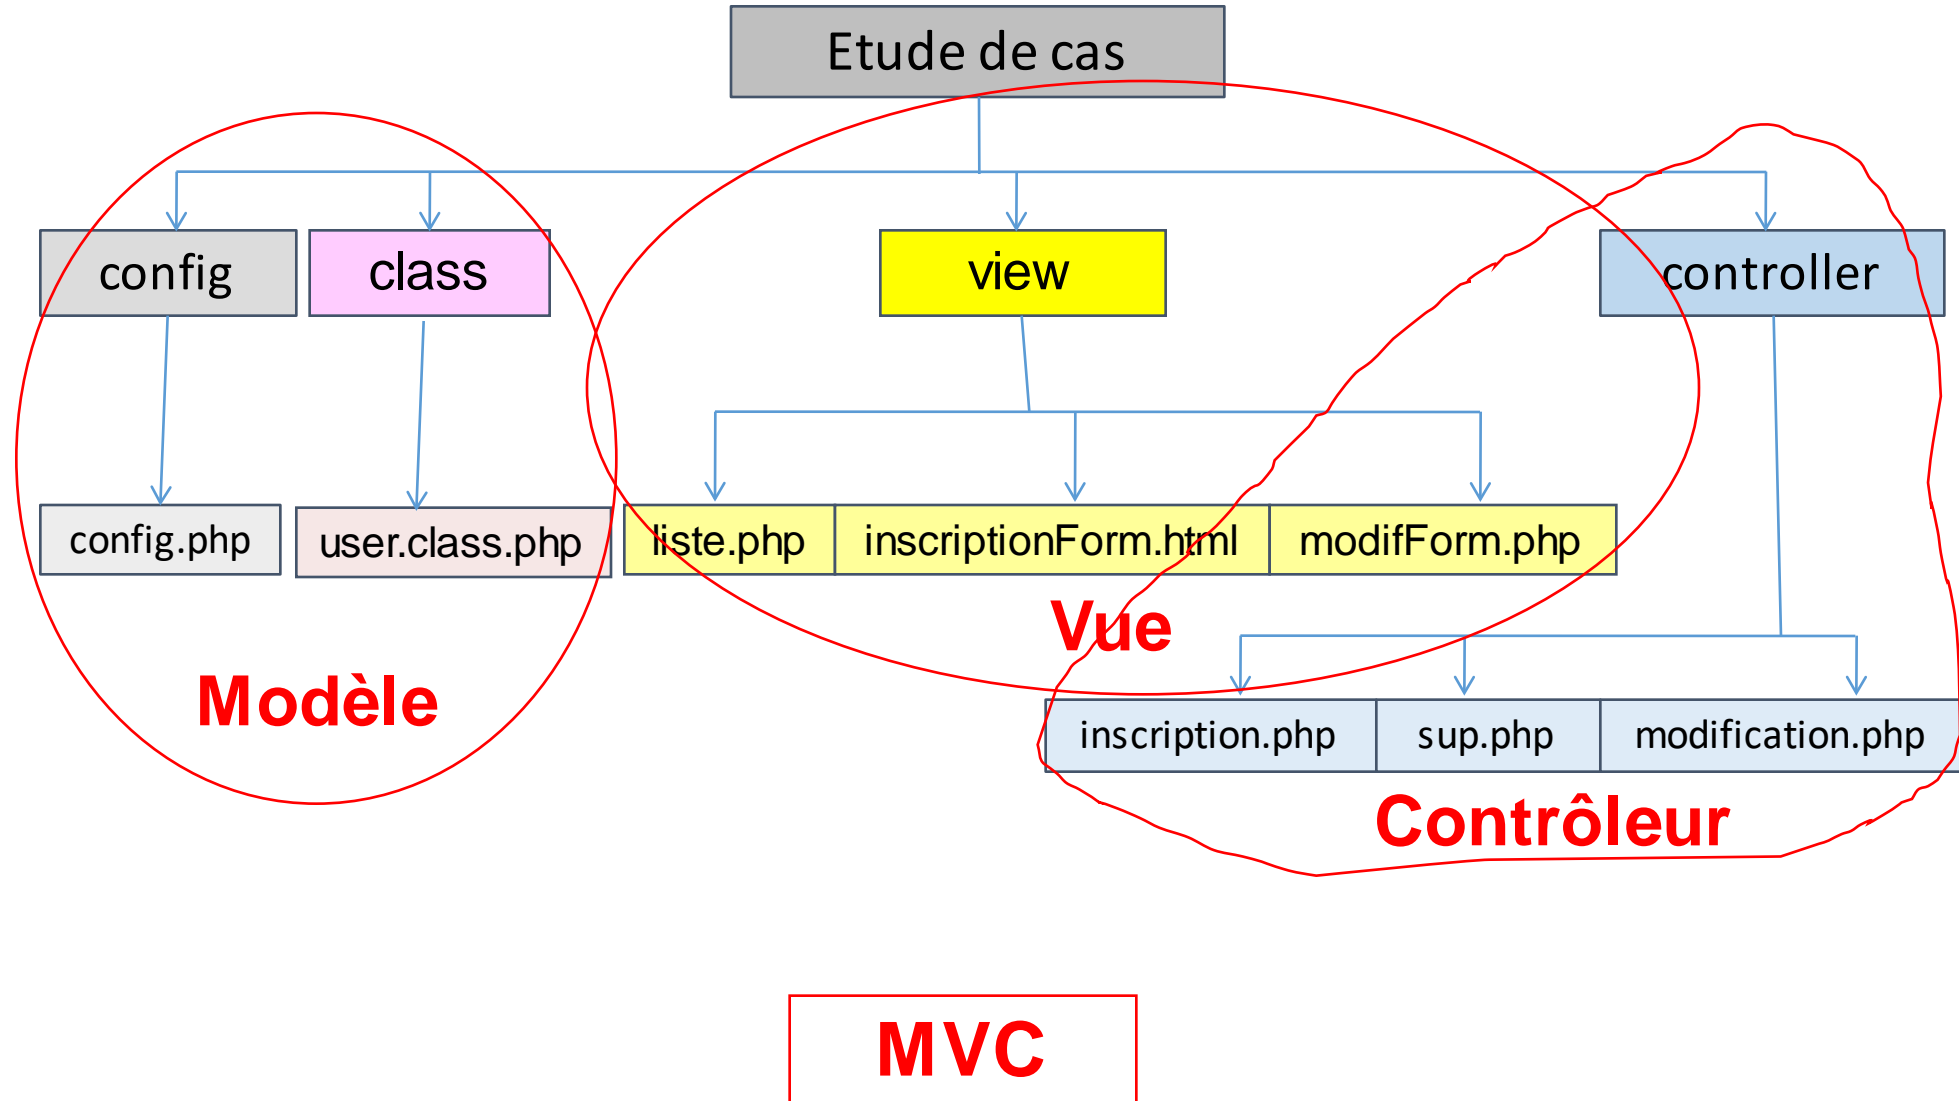 Etude de cas
config
class
view
controller
config.php
user.class.php
liste.php
inscriptionForm.html
modifForm.php
Vue
Modèle
inscription.php
sup.php
modification.php
Contrôleur
MVC